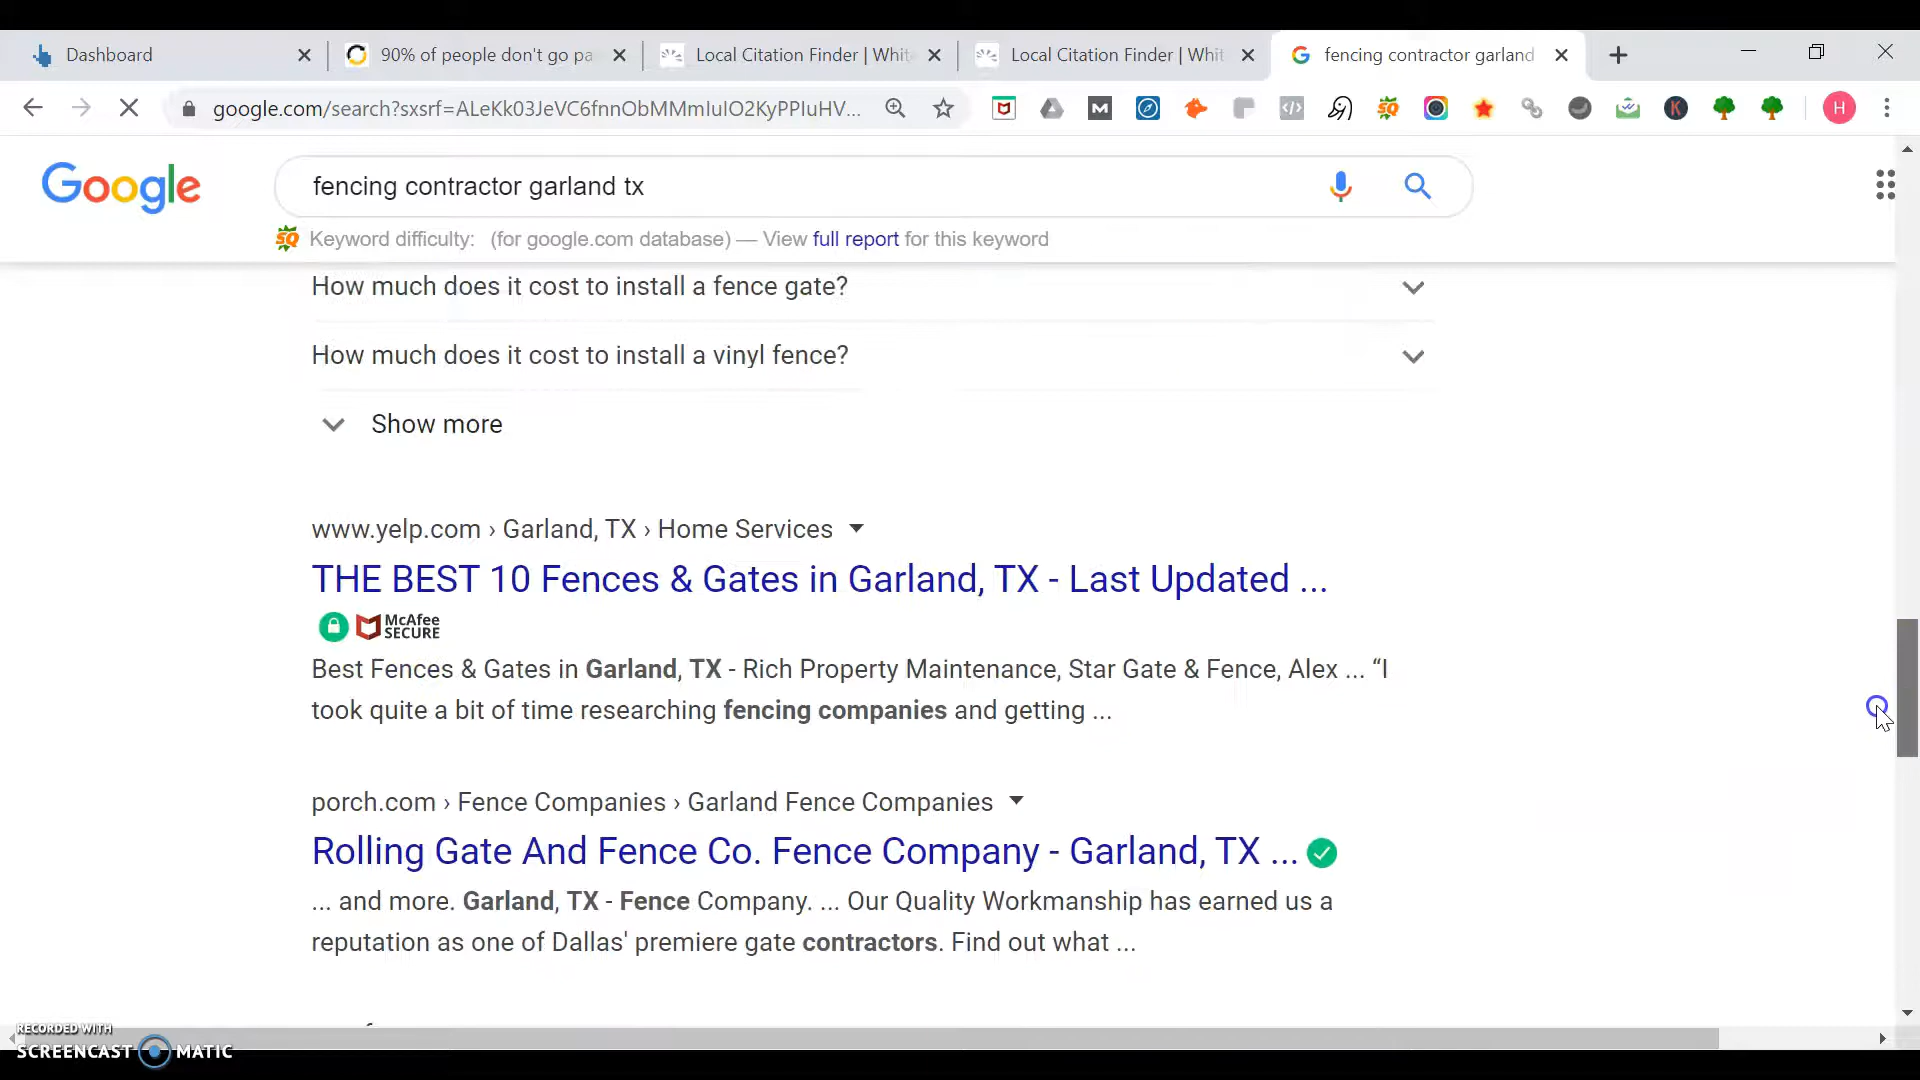 Dashboard
90% of people don't go pa
Local Citation Finder | Whit
Local Citation Finder | Whit
fencing contractor garland
google.com/search?sxsrf=ALeKk03JeVC6fnnObMMmIuIO2KyPPIuHV...
H
Google
fencing contractor garland tx
Keyword difficulty: (for google.com database) — View full report for this keyword
How much does it cost to install a fence gate?
How much does it cost to install a vinyl fence?
Show more
www.yelp.com › Garland, TX › Home Services
THE BEST 10 Fences & Gates in Garland, TX - Last Updated ...
McAfee
SECURE
Best Fences & Gates in Garland, TX - Rich Property Maintenance, Star Gate & Fence, Alex ... “I
took quite a bit of time researching fencing companies and getting ...
porch.com › Fence Companies › Garland Fence Companies
Rolling Gate And Fence Co. Fence Company - Garland, TX ...
... and more. Garland, TX - Fence Company. ... Our Quality Workmanship has earned us a
reputation as one of Dallas' premiere gate contractors. Find out what ...
RECORDED WITH
SCREENCAST MATIC